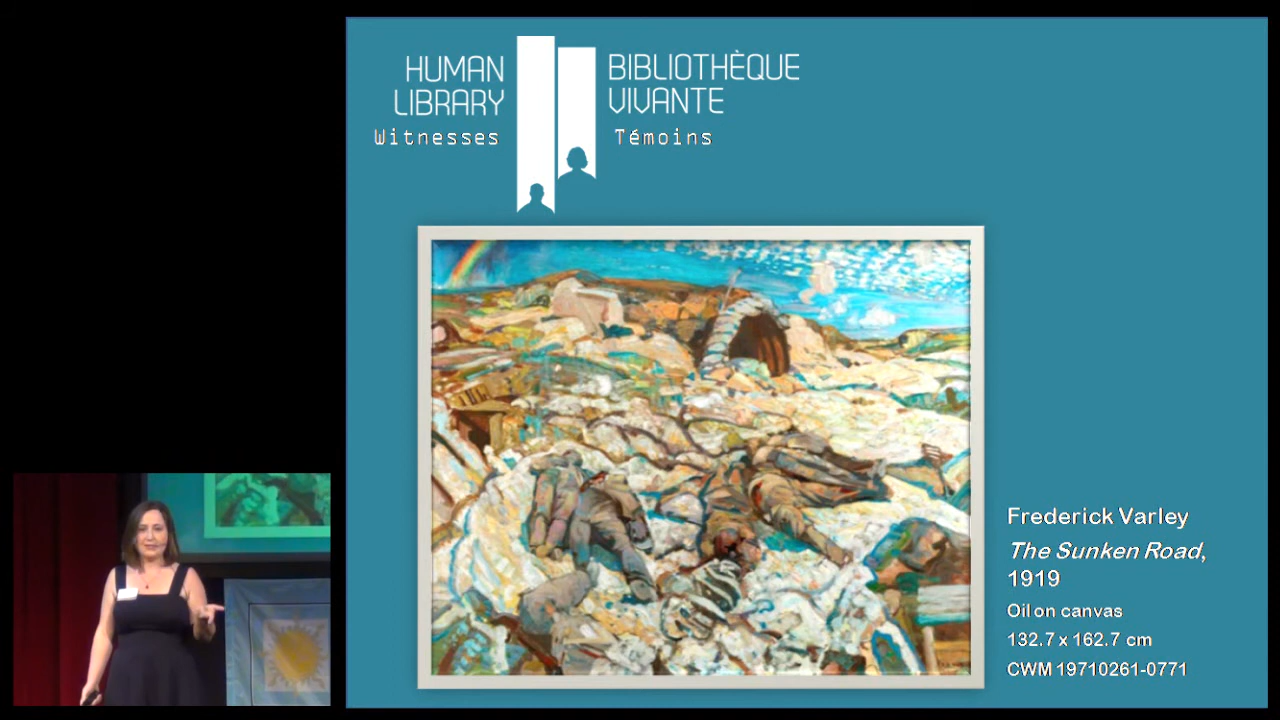 HUMAN
LIBRARY
Witnesses
BIBLIOTHÈQUE
VIVANTE
Témoins
Frederick Varley
The Sunken Road,
1919
Oil on canvas
132.7 x 162.7 cm
CWM 19710261-0771